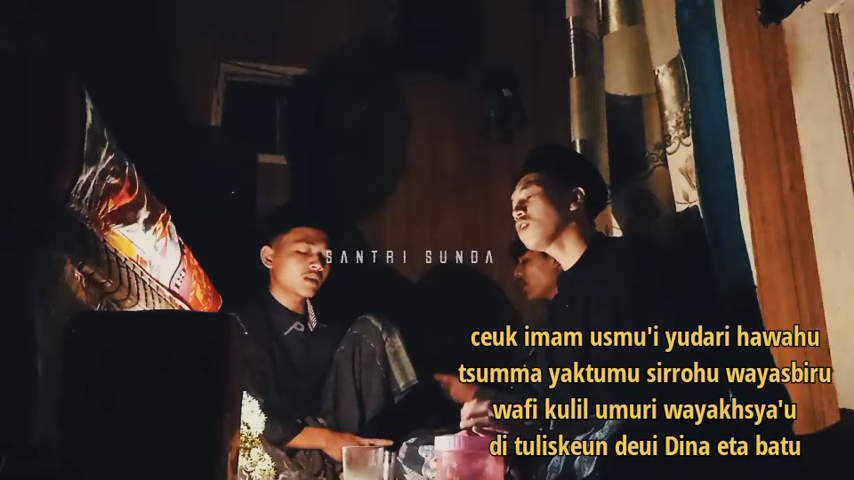 SANTRI SUNDA
ceuk imam usmu'i yudari hawahu
tsumma yaktumu sirrohu wayasbiru
wafi kulil umuri wayakhsya'u
di tuliskeun deui Dina eta batu